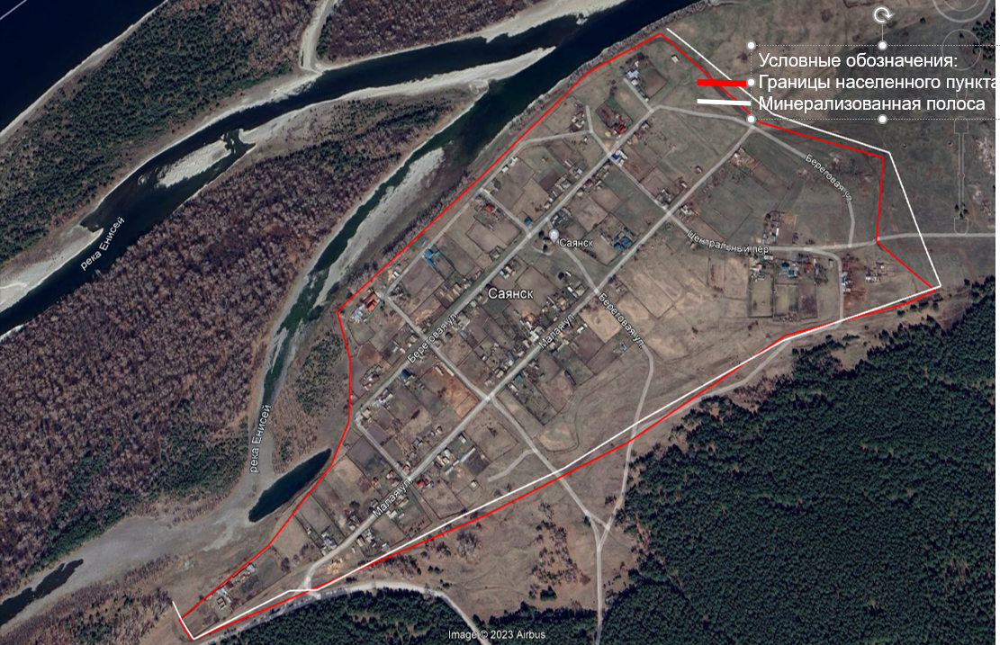 Условные обозначения:
Границы населенного пункта
Минерализованная полоса
Береговая ул.
Центральный пер.
река Енисей
Саянск
Саянск
Береговая ул.
Береговая ул.
Малая ул.
река Енисей
Малая ул.
Image © 2023 Airbus